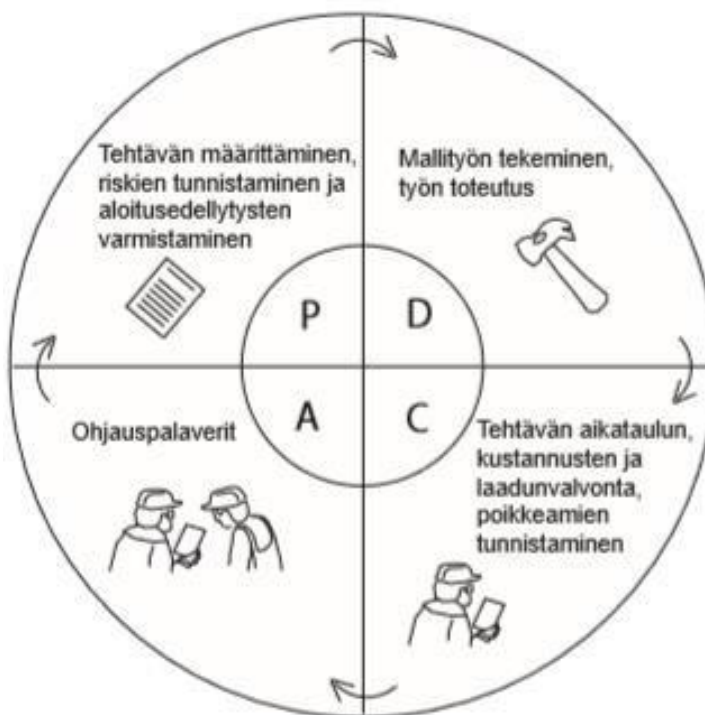 Tehtävän määrittäminen,
riskien tunnistaminen ja
aloitusedellytysten
varmistaminen
Mallityön tekeminen,
työn toteutus
P
D
A
C
Ohjauspalaverit
Tehtävän aikataulun,
kustannusten ja
laadunvalvonta,
poikkeamien
tunnistaminen